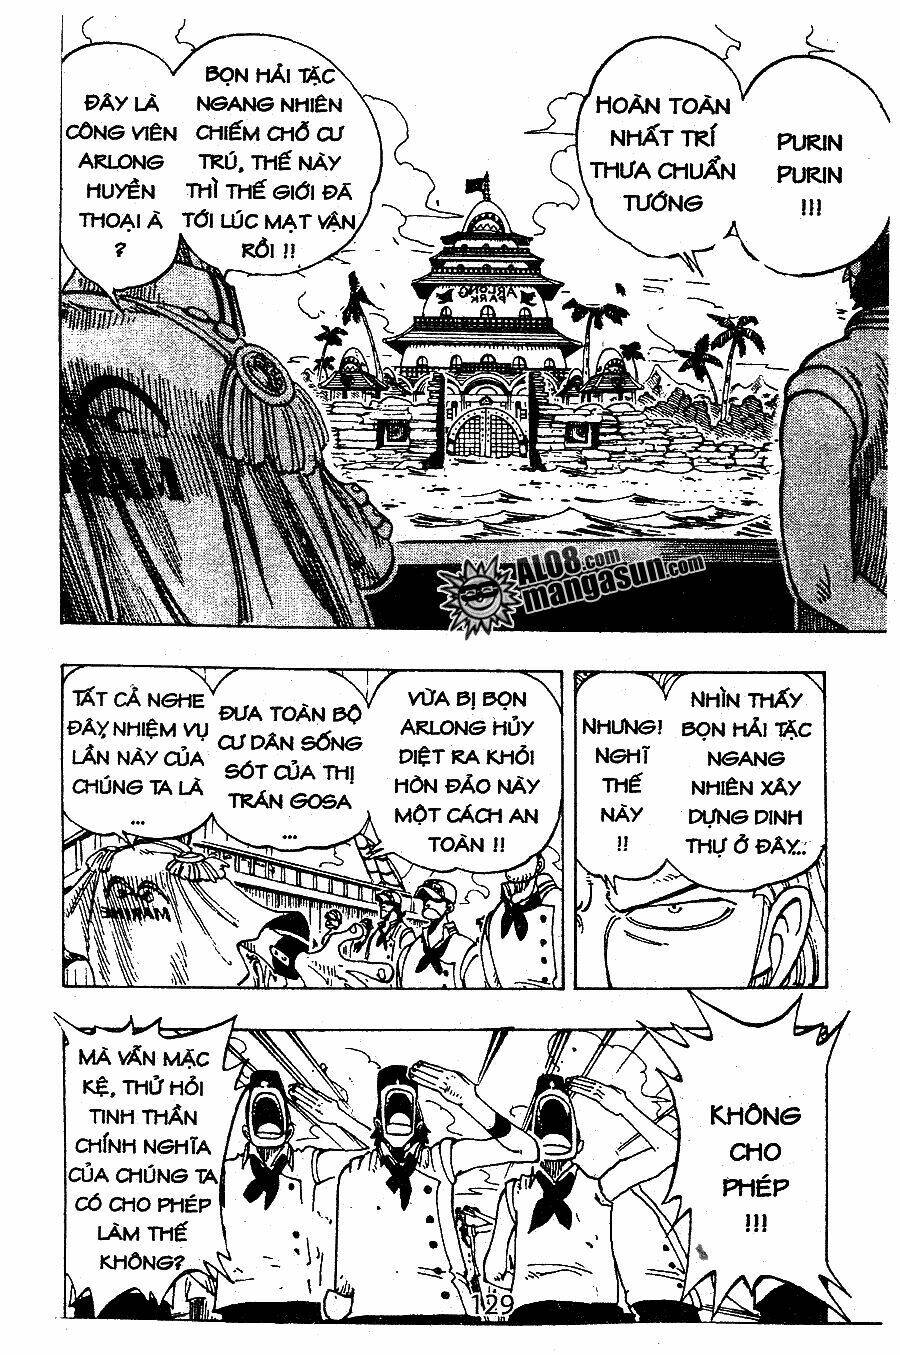 ĐÂY LÀ
CÔNG VIÊN
ARLONG
HUYỀN
THOẠI À
?
BỌN HẢI TẶC
NGANG NHIÊN
CHIẾM CHỖ CƯ
TRÚ, THẾ NÀY
THÌ THẾ GIỚI ĐÃ
TỚI LÚC MẠT VẬN
RỒI !!
HOÀN TOÀN
NHẤT TRÍ
THƯA CHUẨN
TƯỚNG
PURIN
PURIN
!!!
ARLONG
PARK
AL08.com
mangasun.com
TẤT CẢ NGHE
ĐÂY, NHIỆM VỤ
LẦN NÀY CỦA
CHÚNG TA LÀ
...
ĐƯA TOÀN BỘ
CƯ DÂN SỐNG
SÓT CỦA THỊ
TRÁN GOSA
...
VỪA BỊ BỌN
ARLONG HỦY
DIỆT RA KHỎI
HÒN ĐẢO NÀY
MỘT CÁCH AN
TOÀN !!
MARINE
NHƯNG!
NGHĨ
THẾ
NÀY
!!
NHÌN THẤY
BỌN HẢI TẶC
NGANG
NHIÊN XÂY
DỰNG DINH
THỰ Ở ĐÂY...
MÀ VẪN MẶC
KỆ, THỬ HỎI
TINH THẦN
CHÍNH NGHĨA
CỦA CHÚNG TA
CÓ CHO PHÉP
LÀM THẾ
KHÔNG?
KHÔNG
CHO
PHÉP
!!!
129